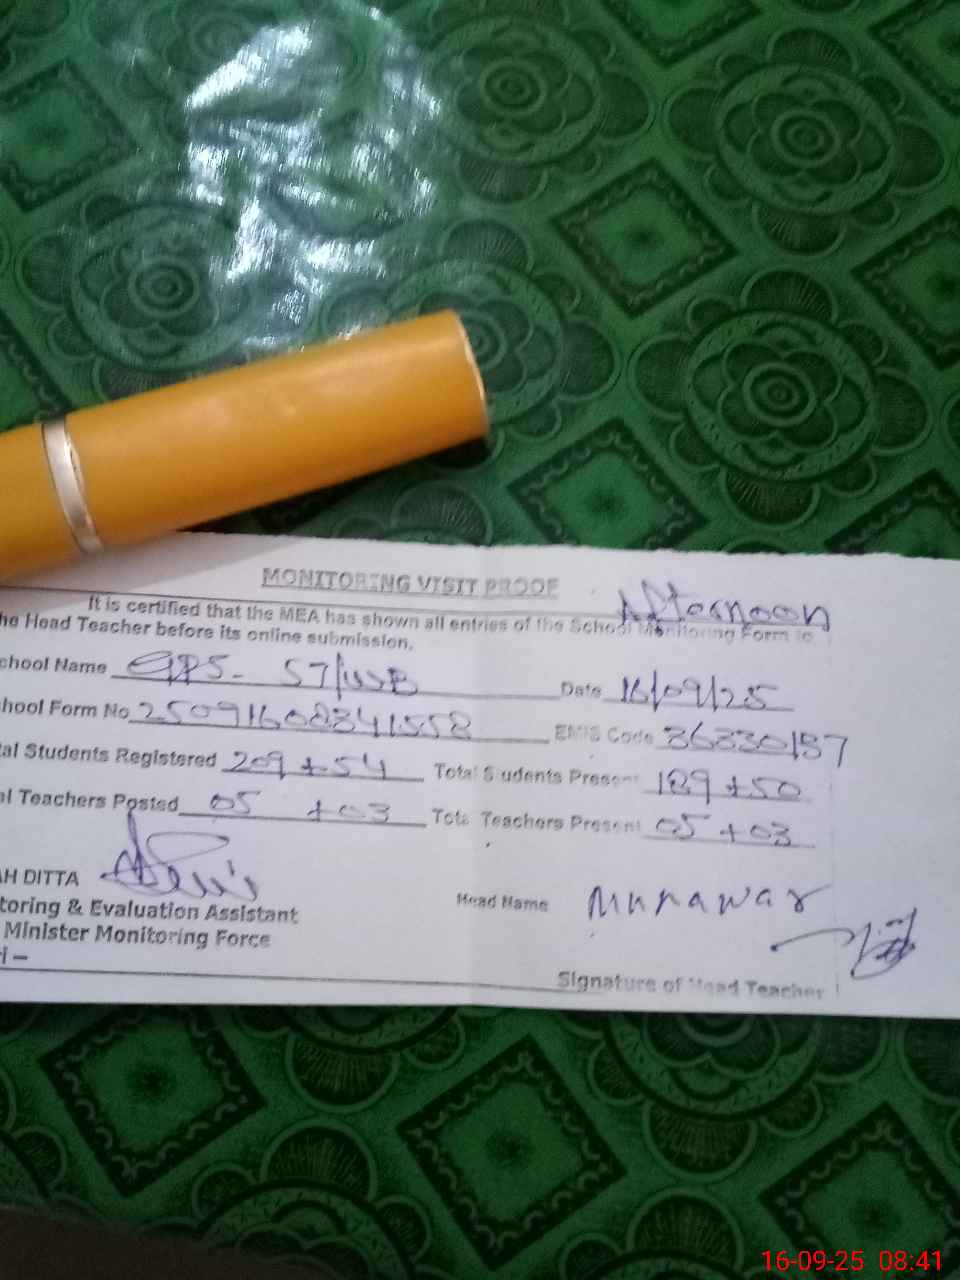 MONITORING VISIT PROOF
Afternoon
It is certified that the MEA has shown all entries of the School Monitoring Form to
he Head Teacher before its online submission.
chool Name GPS- 57/WB Date 16/09/25
hool Form No 25091608341558 EMIS Code 36330157
tal Students Registered 209 + 54 Total Students Present 189 + 50
al Teachers Posted 05 + 03 Total Teachers Present 05 + 03
AH DITTA
toring & Evaluation Assistant
Head Name Munawar
Minister Monitoring Force
ri –
Signature of Head Teacher
16-09-25 08:41